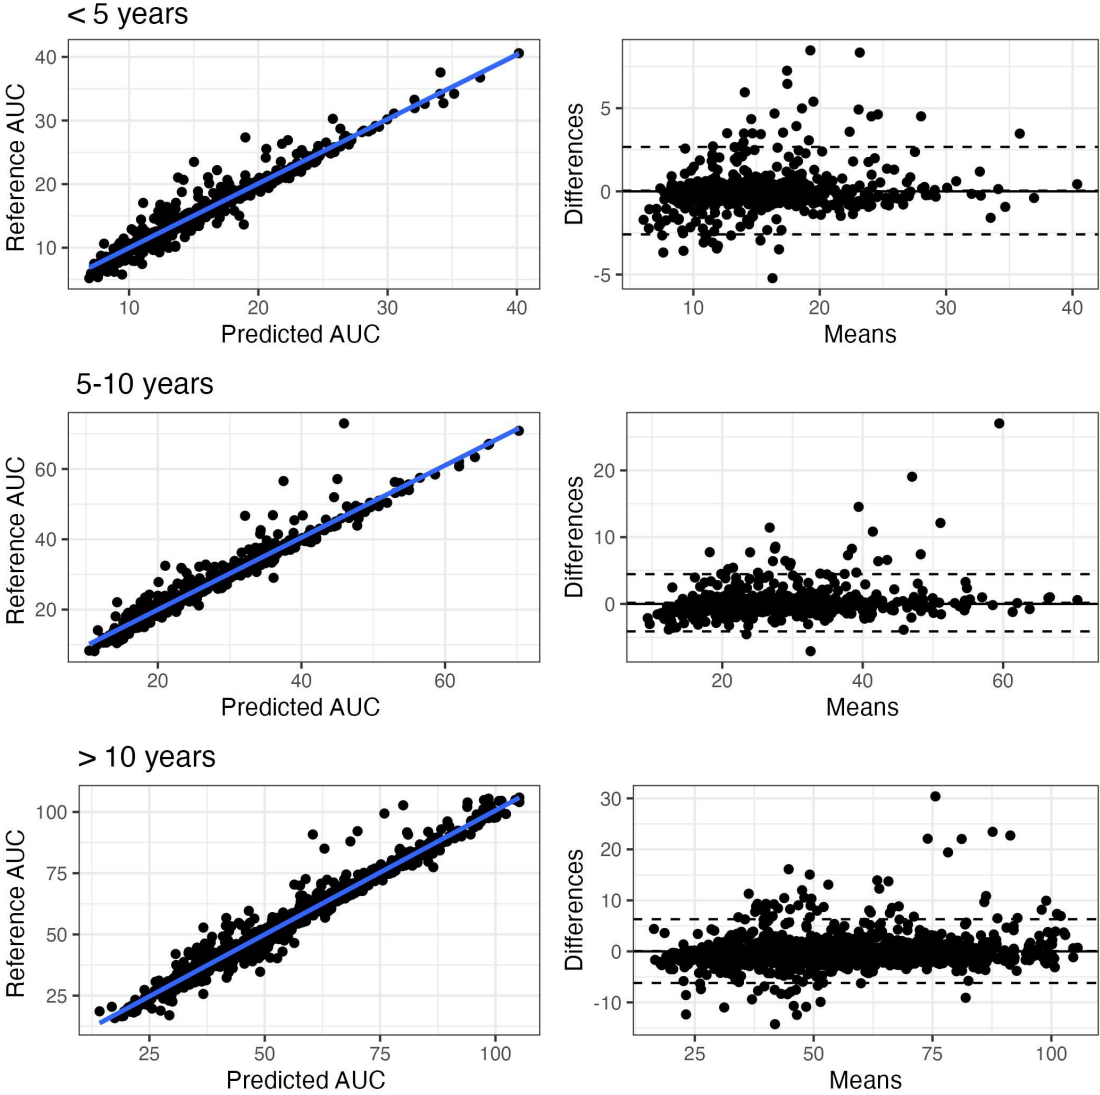 < 5 years
Reference AUC
40
30
20
10
10 20 30 40
Predicted AUC
Differences
5
0
-5
10 20 30 40
Means
5-10 years
Reference AUC
60
40
20
20 40 60
Predicted AUC
Differences
20
10
0
20 40 60
Means
> 10 years
Reference AUC
100
75
50
25
25 50 75 100
Predicted AUC
Differences
30
20
10
0
-10
25 50 75 100
Means